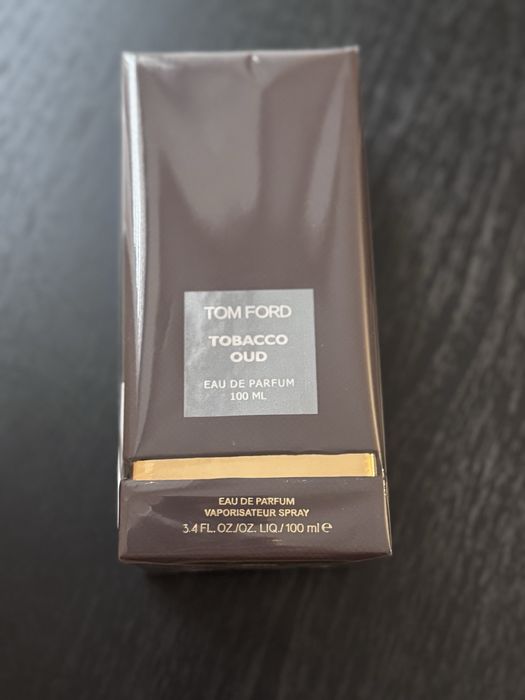 TOM FORD
TOBACCO
OUD
EAU DE PARFUM
100 ML
EAU DE PARFUM
VAPORISATEUR SPRAY
3.4 FL. OZ./OZ. LIQ./ 100 ml ℮